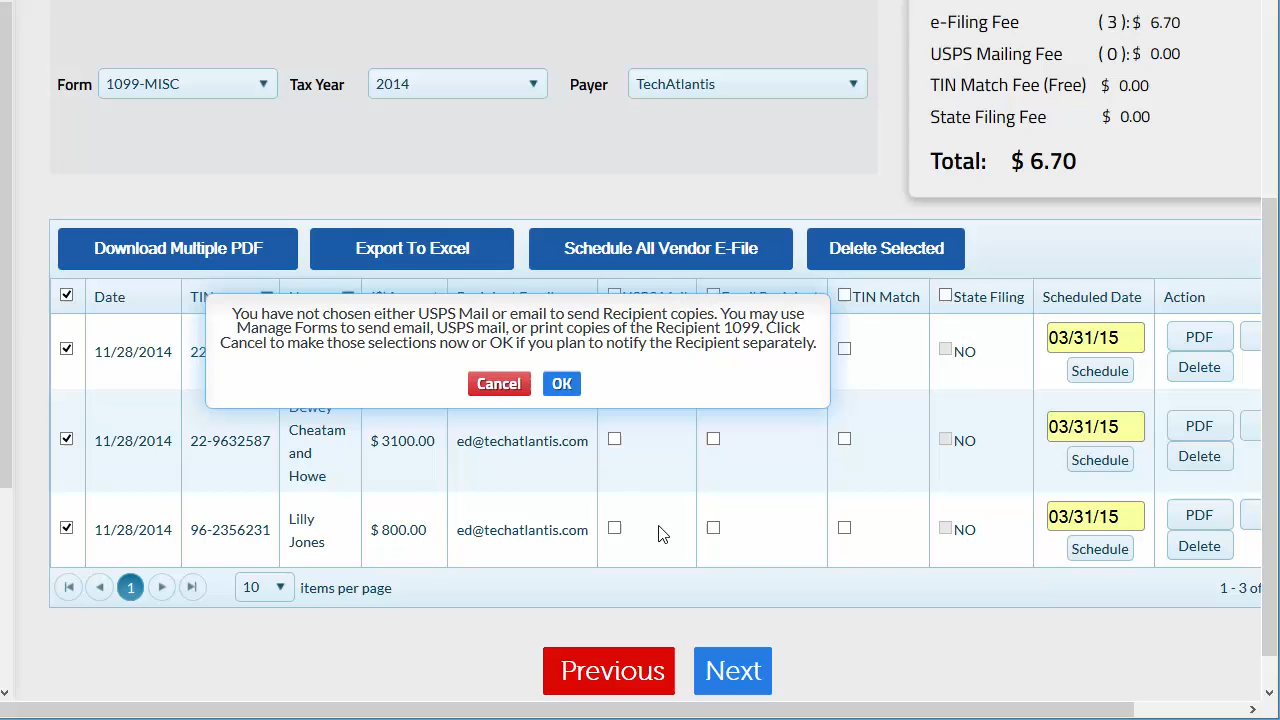 e-Filing Fee ( 3 ): $ 6.70
USPS Mailing Fee ( 0 ): $ 0.00
Form 1099-MISC Tax Year 2014 Payer TechAtlantis
TIN Match Fee (Free) $ 0.00
State Filing Fee $ 0.00
Total: $ 6.70
Download Multiple PDF Export To Excel Schedule All Vendor E-File Delete Selected
Date TIN TIN Match State Filing Scheduled Date Action
You have not chosen either USPS Mail or email to send Recipient copies. You may use
Manage Forms to send email, USPS mail, or print copies of the Recipient 1099. Click
Cancel to make those selections now or OK if you plan to notify the Recipient separately.
Cancel OK
11/28/2014 22 NO 03/31/15 PDF
Schedule Delete
Dewey
Cheatam
and
Howe
11/28/2014 22-9632587 $ 3100.00 ed@techatlantis.com NO 03/31/15 PDF
Schedule Delete
Lilly
Jones
11/28/2014 96-2356231 $ 800.00 ed@techatlantis.com NO 03/31/15 PDF
Schedule Delete
1 10 items per page 1 - 3 of
Previous Next